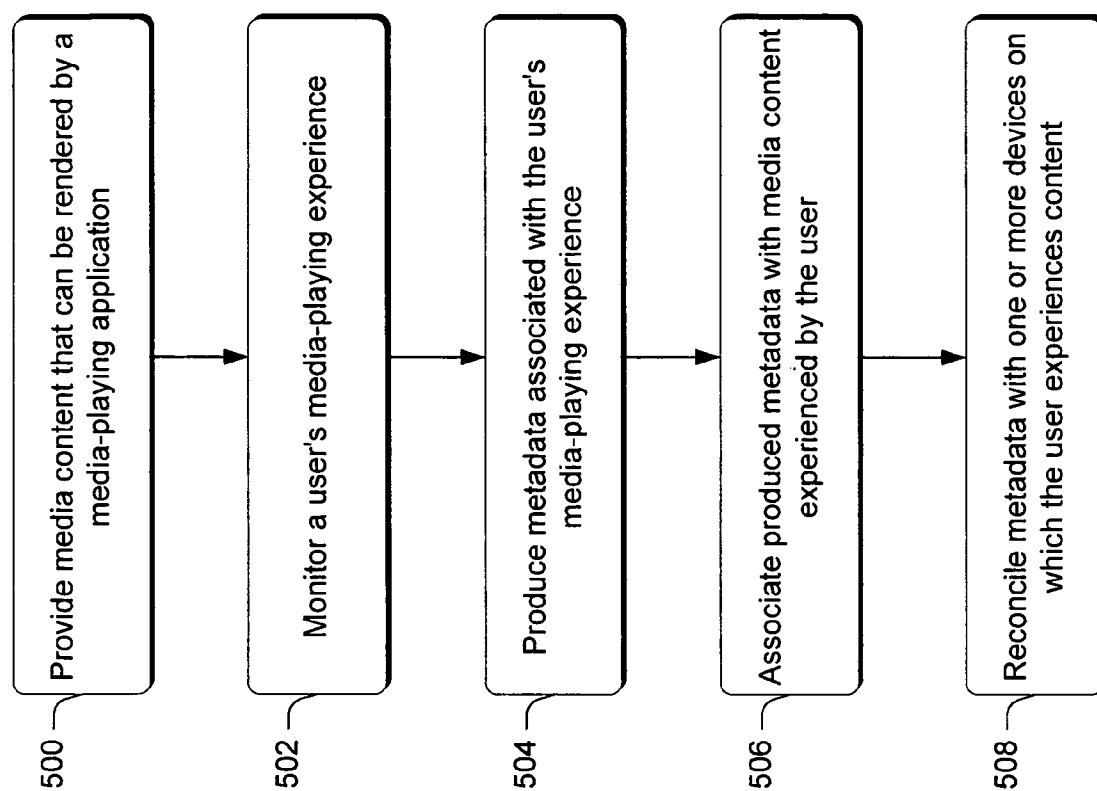 500
Provide media content that can be rendered by a
media-playing application
502
Monitor a user's media-playing experience
504
Produce metadata associated with the user's
media-playing experience
506
Associate produced metadata with media content
experienced by the user
508
Reconcile metadata with one or more devices on
which the user experiences content